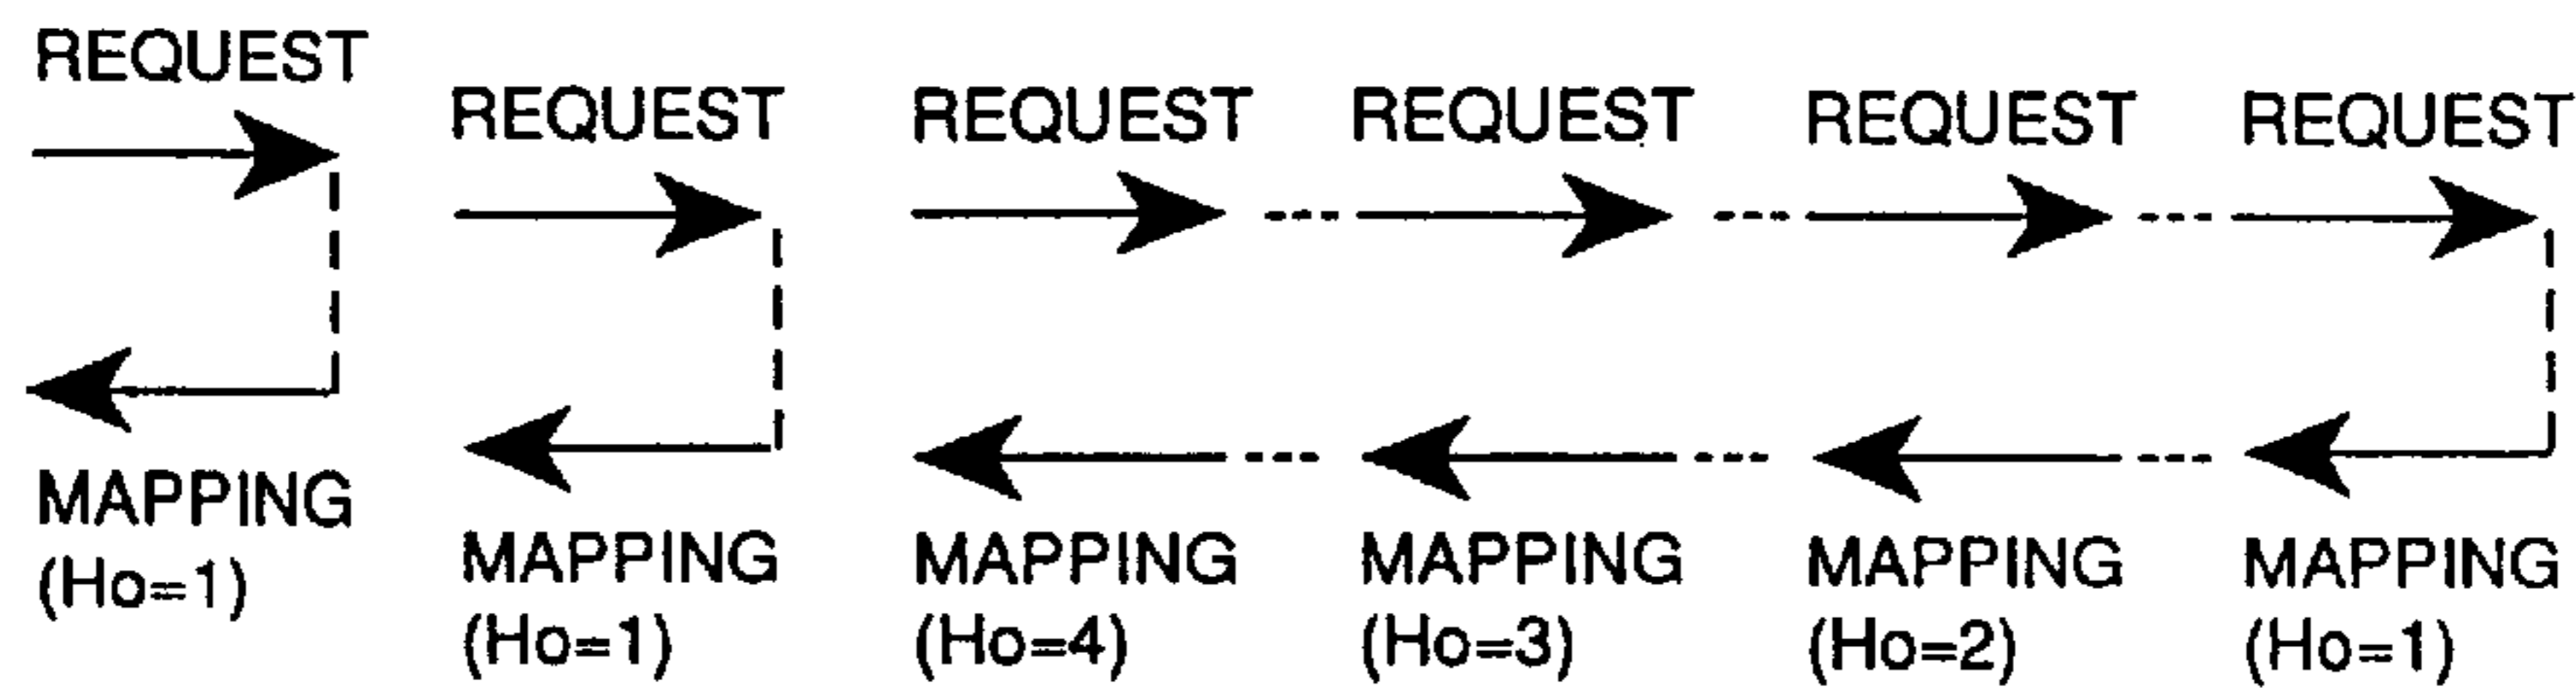 REQUEST
REQUEST
REQUEST
REQUEST
REQUEST
REQUEST
MAPPING
(Ho=1)
MAPPING
(Ho=1)
MAPPING
(Ho=4)
MAPPING
(Ho=3)
MAPPING
(Ho=2)
MAPPING
(Ho=1)